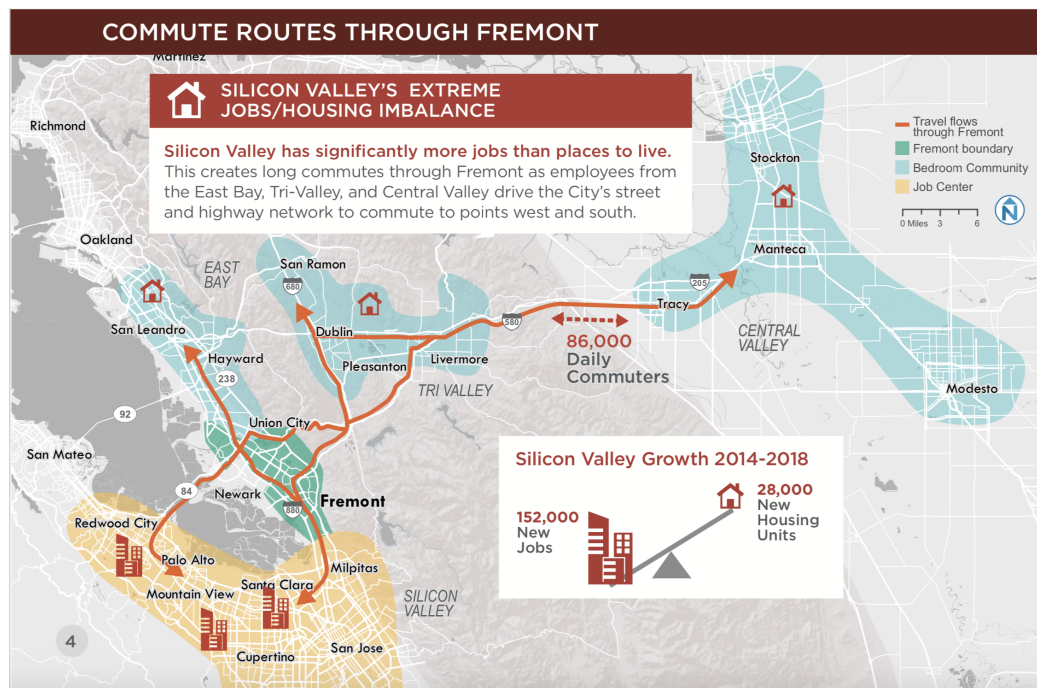 COMMUTE ROUTES THROUGH FREMONT
Martinez
SILICON VALLEY'S EXTREME
JOBS/HOUSING IMBALANCE
Silicon Valley has significantly more jobs than places to live.
This creates long commutes through Fremont as employees from
the East Bay, Tri-Valley, and Central Valley drive the City's street
and highway network to commute to points west and south.
Travel flows
through Fremont
Fremont boundary
Bedroom Community
Job Center
0 Miles 3 6
N
Richmond
Stockton
Oakland
EAST
BAY
San Ramon
680
Manteca
205
Tracy
580
San Leandro
Dublin
86,000
Daily
Commuters
CENTRAL
VALLEY
Hayward
238
Pleasanton
Livermore
TRI VALLEY
Modesto
92
Union City
San Mateo
84
Newark
Fremont
880
Silicon Valley Growth 2014-2018
152,000
New
Jobs
28,000
New
Housing
Units
Redwood City
Palo Alto
Milpitas
Mountain View
Santa Clara
SILICON
VALLEY
Cupertino
San Jose
4